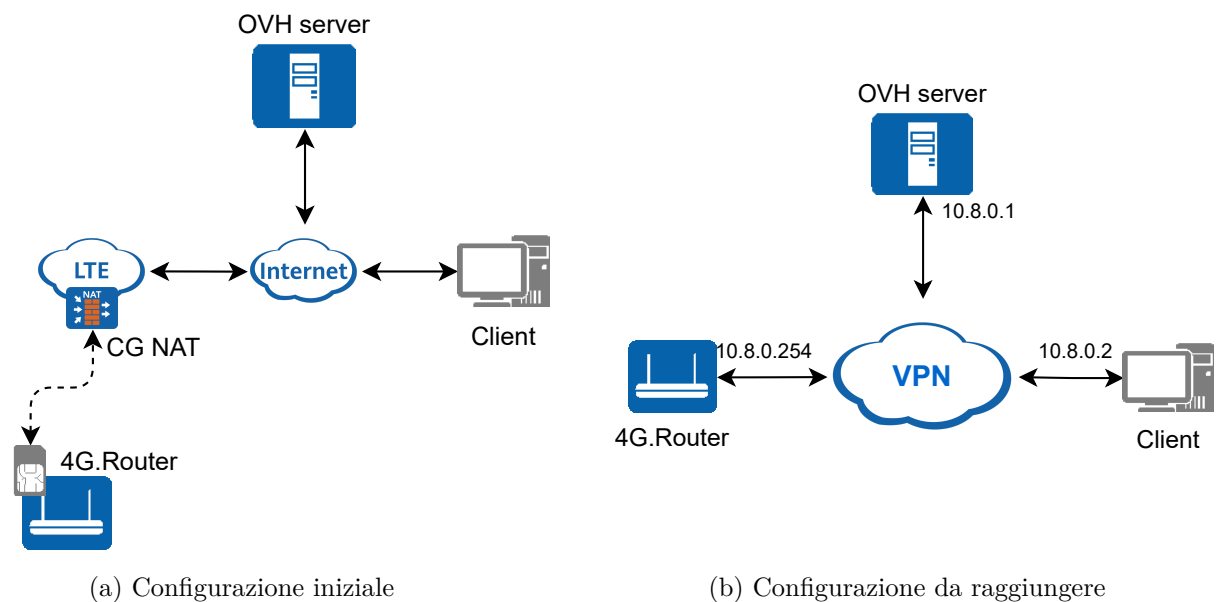 OVH server
LTE
NAT
Internet
Client
CG NAT
4G.Router
(a) Configurazione iniziale
OVH server
10.8.0.1
10.8.0.254
VPN
10.8.0.2
4G.Router
Client
(b) Configurazione da raggiungere